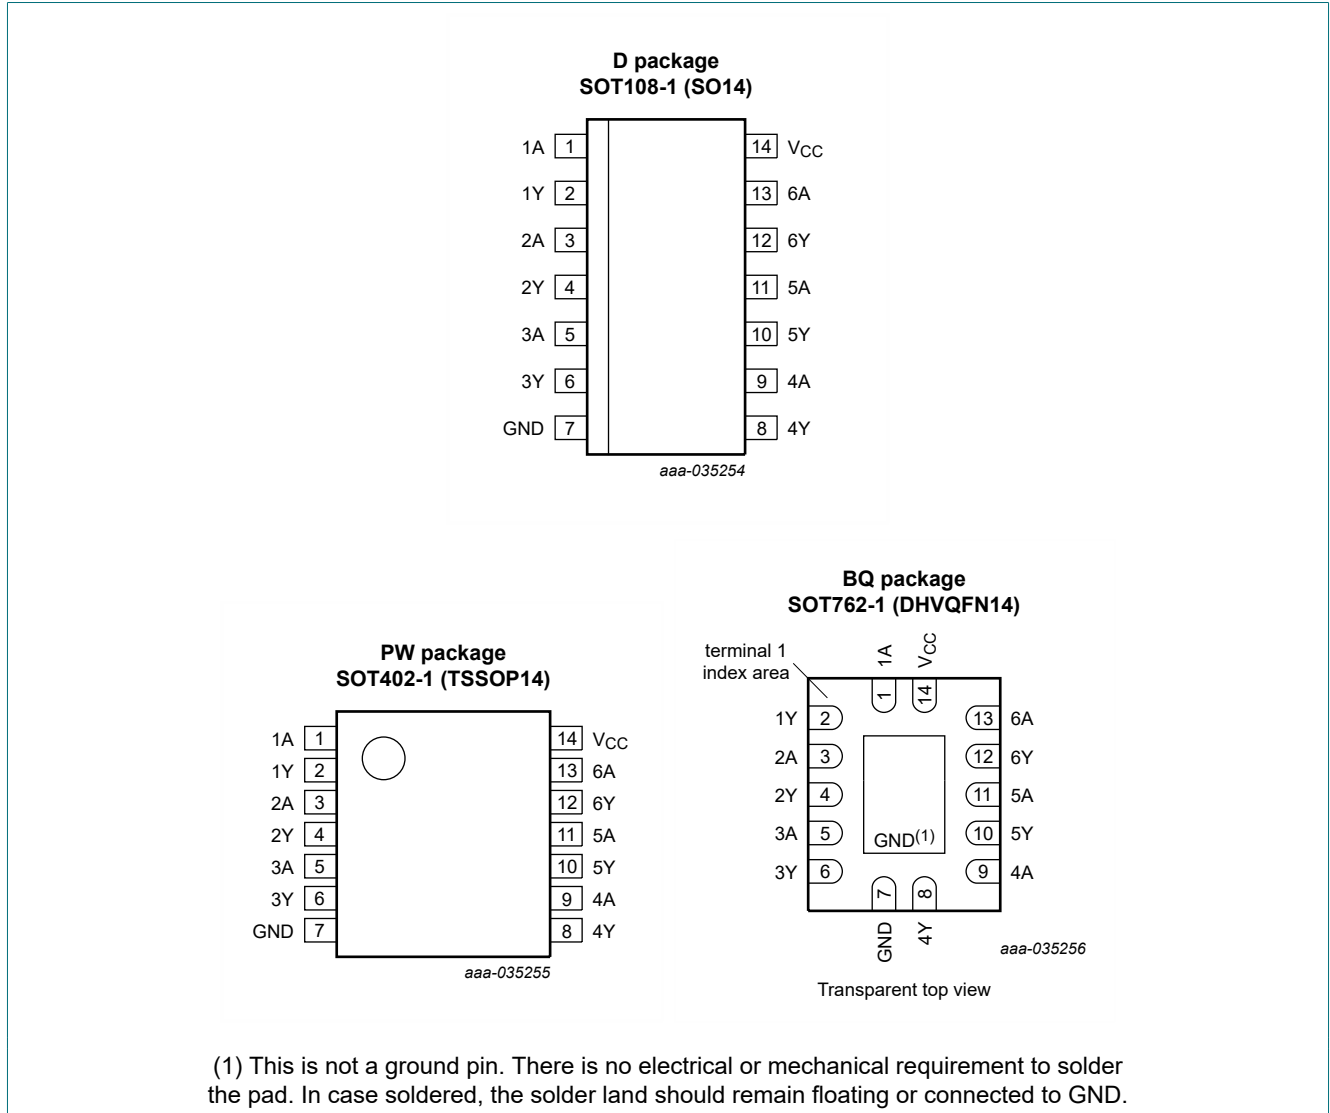 D package
SOT108-1 (SO14)
1A 1 14 VCC
1Y 2 13 6A
2A 3 12 6Y
2Y 4 11 5A
3A 5 10 5Y
3Y 6 9 4A
GND 7 8 4Y
aaa-035254
PW package
SOT402-1 (TSSOP14)
1A 1 14 VCC
1Y 2 13 6A
2A 3 12 6Y
2Y 4 11 5A
3A 5 10 5Y
3Y 6 9 4A
GND 7 8 4Y
aaa-035255
BQ package
SOT762-1 (DHVQFN14)
terminal 1
index area
1A VCC
1 14
1Y 2 13 6A
2A 3 12 6Y
2Y 4 11 5A
3A 5 10 5Y
GND(1)
3Y 6 9 4A
7 8
GND 4Y
aaa-035256
Transparent top view
(1) This is not a ground pin. There is no electrical or mechanical requirement to solder
the pad. In case soldered, the solder land should remain floating or connected to GND.